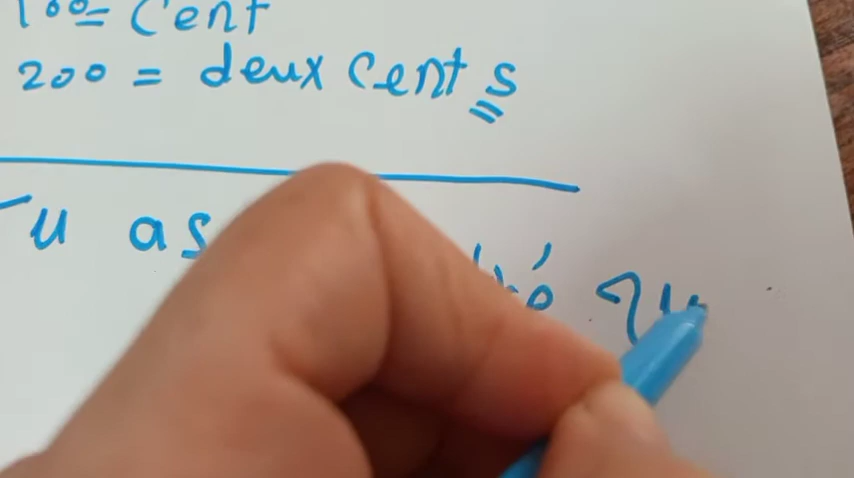 100 = Cent
200 = deux cents
Tu as